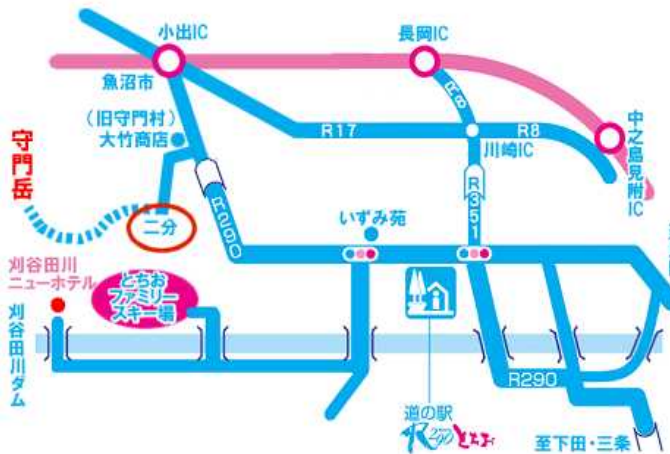 小出IC
長岡IC
魚沼市
R8
(旧守門村)
大竹商店
R17
R8
川崎IC
中之島見附IC
守門岳
R351
二分
R290
いずみ苑
刈谷田川
ニューホテル
とちお
ファミリー
スキー場
刈谷田川ダム
R290
道の駅
R290とちお
至下田・三条